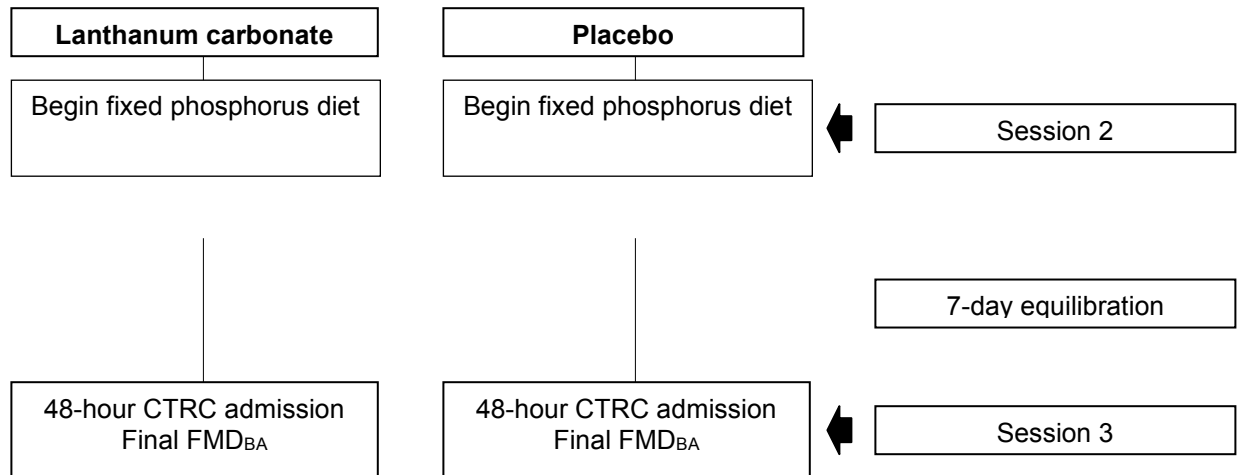 Lanthanum carbonate
Placebo
Begin fixed phosphorus diet
Begin fixed phosphorus diet
Session 2
7-day equilibration
48-hour CTRC admission
Final FMDBA
48-hour CTRC admission
Final FMDBA
Session 3